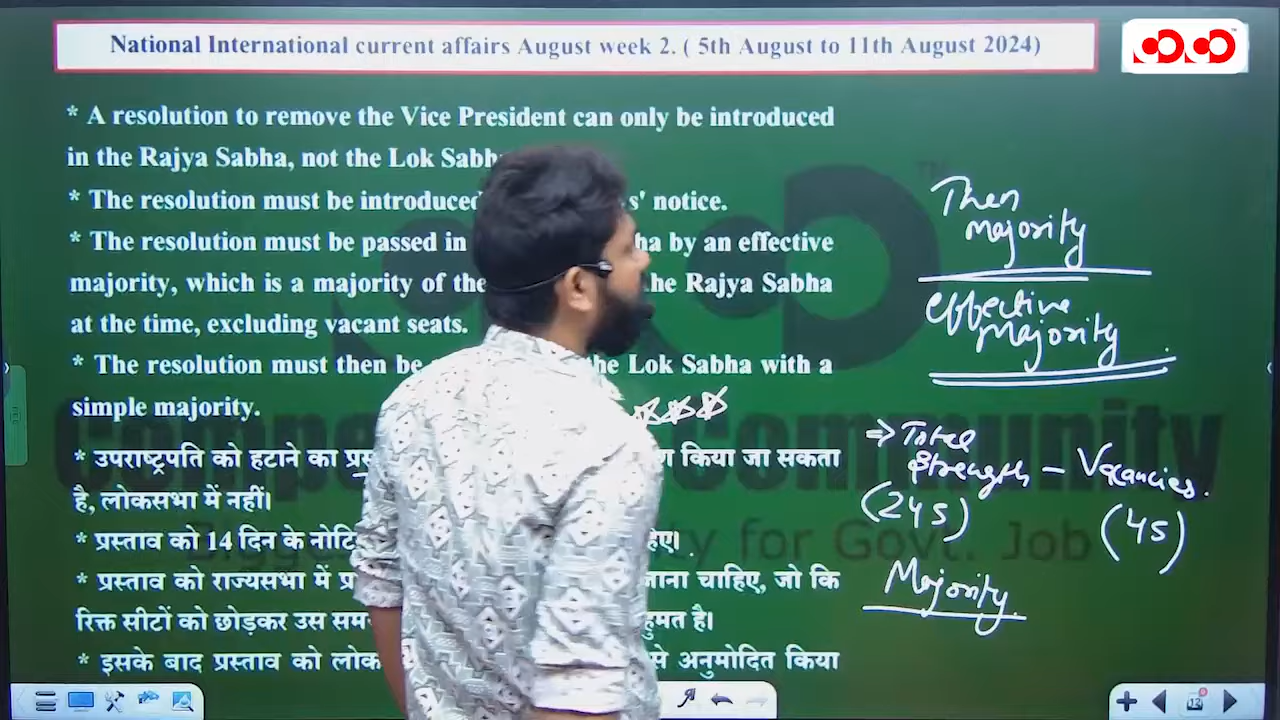 National International current affairs August week 2. ( 5th August to 11th August 2024)
* A resolution to remove the Vice President can only be introduced
in the Rajya Sabha, not the Lok Sabh
* The resolution must be introduced s' notice.
* The resolution must be passed in ha by an effective
majority, which is a majority of the he Rajya Sabha
at the time, excluding vacant seats.
* The resolution must then be he Lok Sabha with a
simple majority.
* उपराष्ट्रपति को हटाने का किया जा सकता
है, लोकसभा में नहीं।
* प्रस्ताव को 14 दिन के
* प्रस्ताव को राज्यसभा में जाना चाहिए, जो कि
रिक्त सीटों को छोड़कर उस है।
* इसके बाद प्रस्ताव को से अनुमोदित किया
Then
majority
effective
Majority
⇒ Total
Strength – Vacancies.
(245) (45)
Majority
Community
for Govt. Job